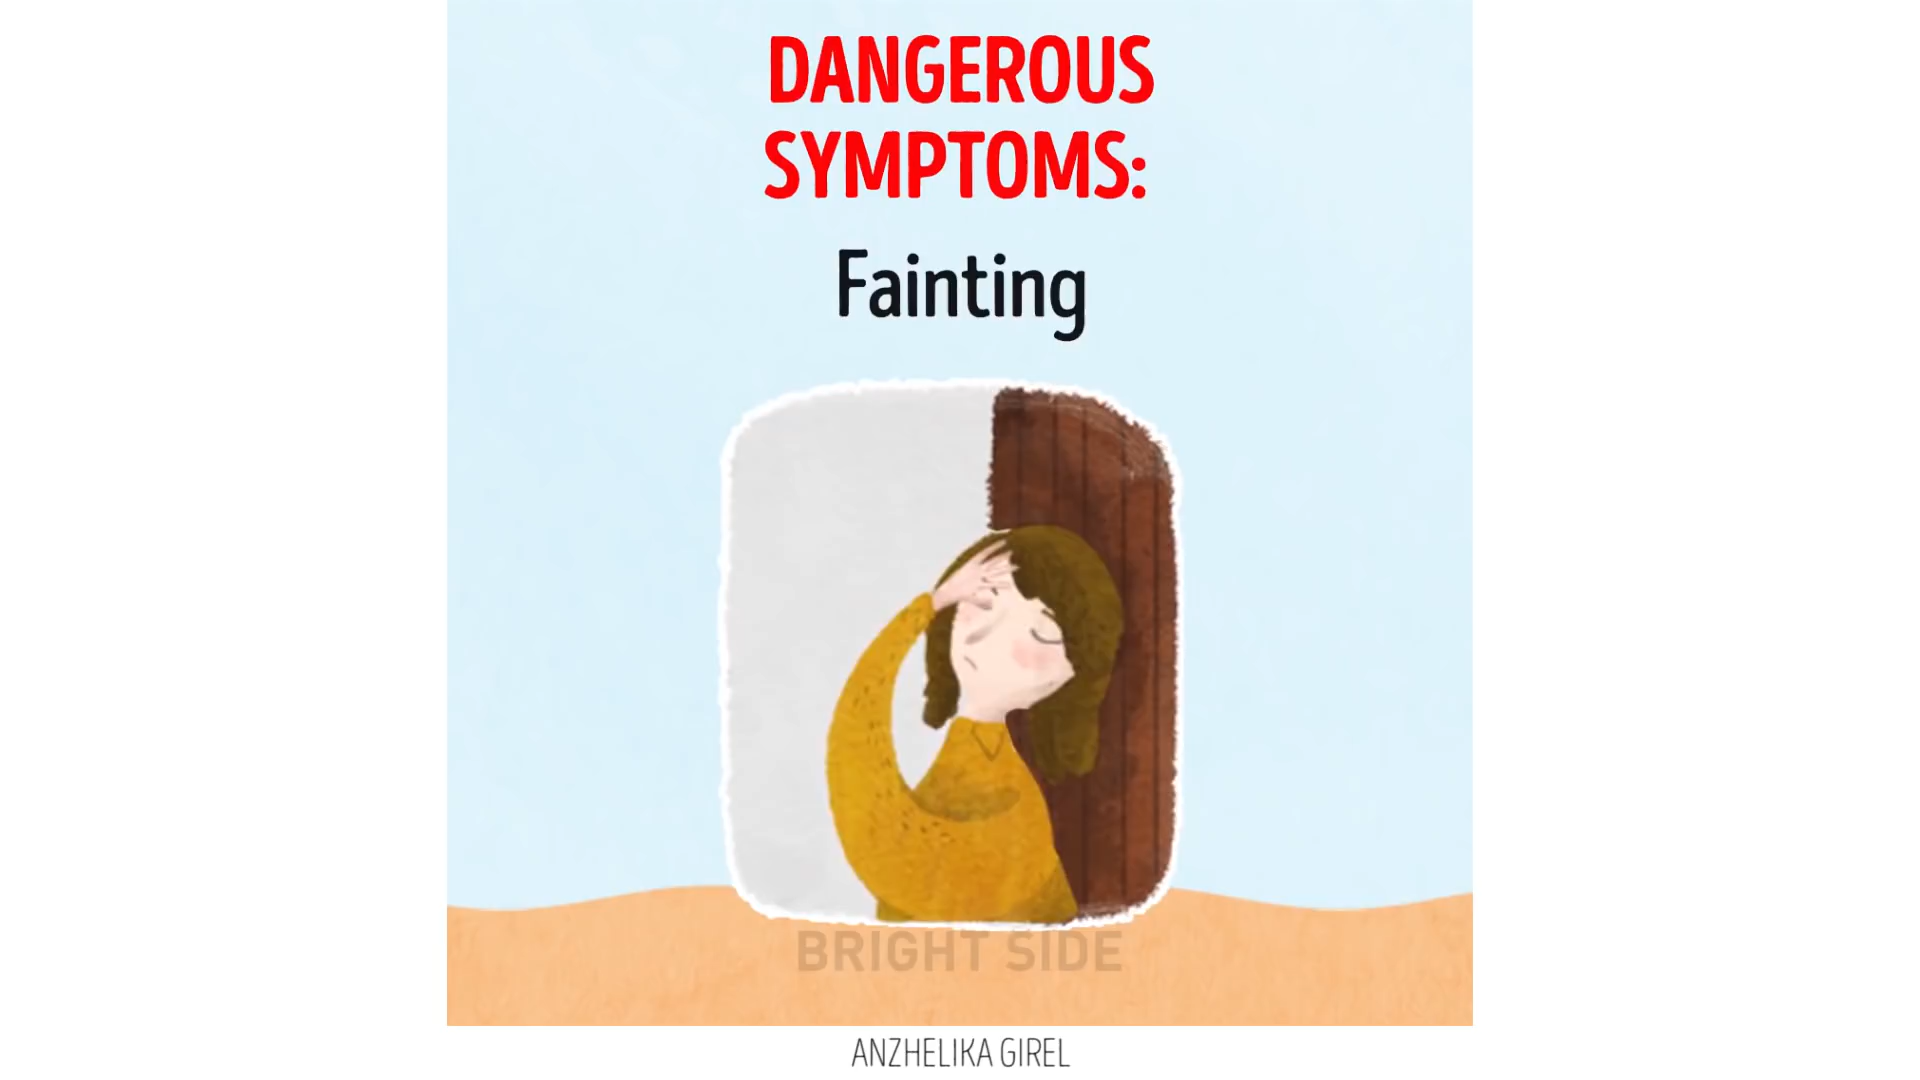 DANGEROUS
SYMPTOMS:
Fainting
BRIGHT SIDE
ANZHELIKA GIREL